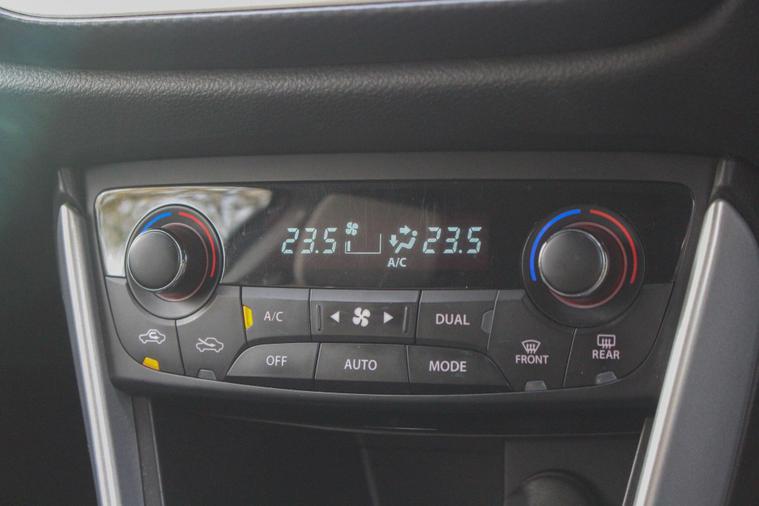 23.5 23.5
A/C
A/C DUAL
OFF AUTO MODE FRONT REAR